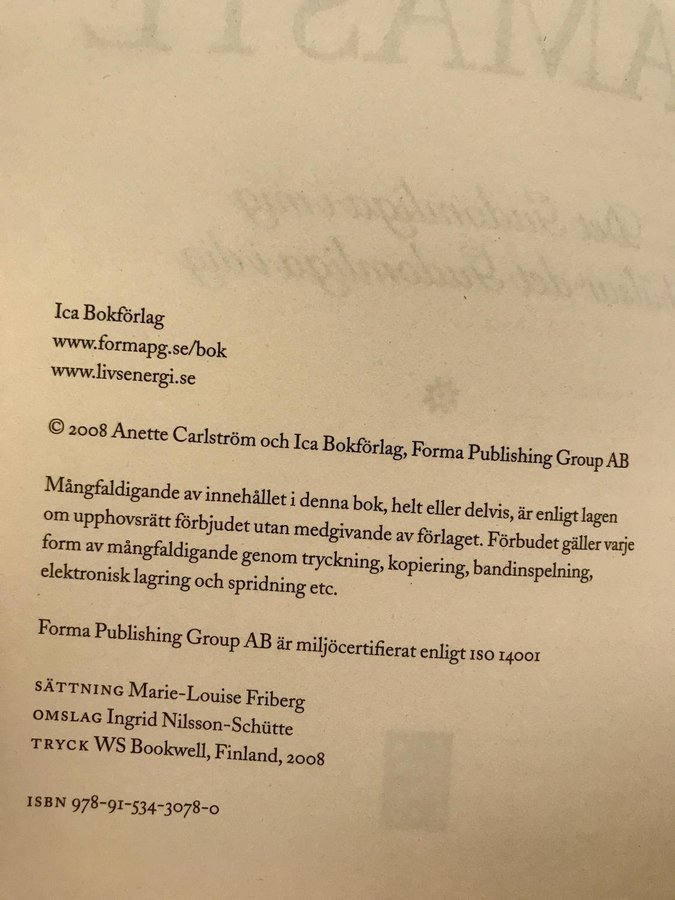 Ica Bokförlag
www.formapg.se/bok
www.livsenergi.se
© 2008 Anette Carlström och Ica Bokförlag, Forma Publishing Group AB
Mångfaldigande av innehållet i denna bok, helt eller delvis, är enligt lagen
om upphovsrätt förbjudet utan medgivande av förlaget. Förbudet gäller varje
form av mångfaldigande genom tryckning, kopiering, bandinspelning,
elektronisk lagring och spridning etc.
Forma Publishing Group AB är miljöcertifierat enligt ISO 14001
SÄTTNING Marie-Louise Friberg
OMSLAG Ingrid Nilsson-Schütte
TRYCK WS Bookwell, Finland, 2008
ISBN 978-91-534-3078-0